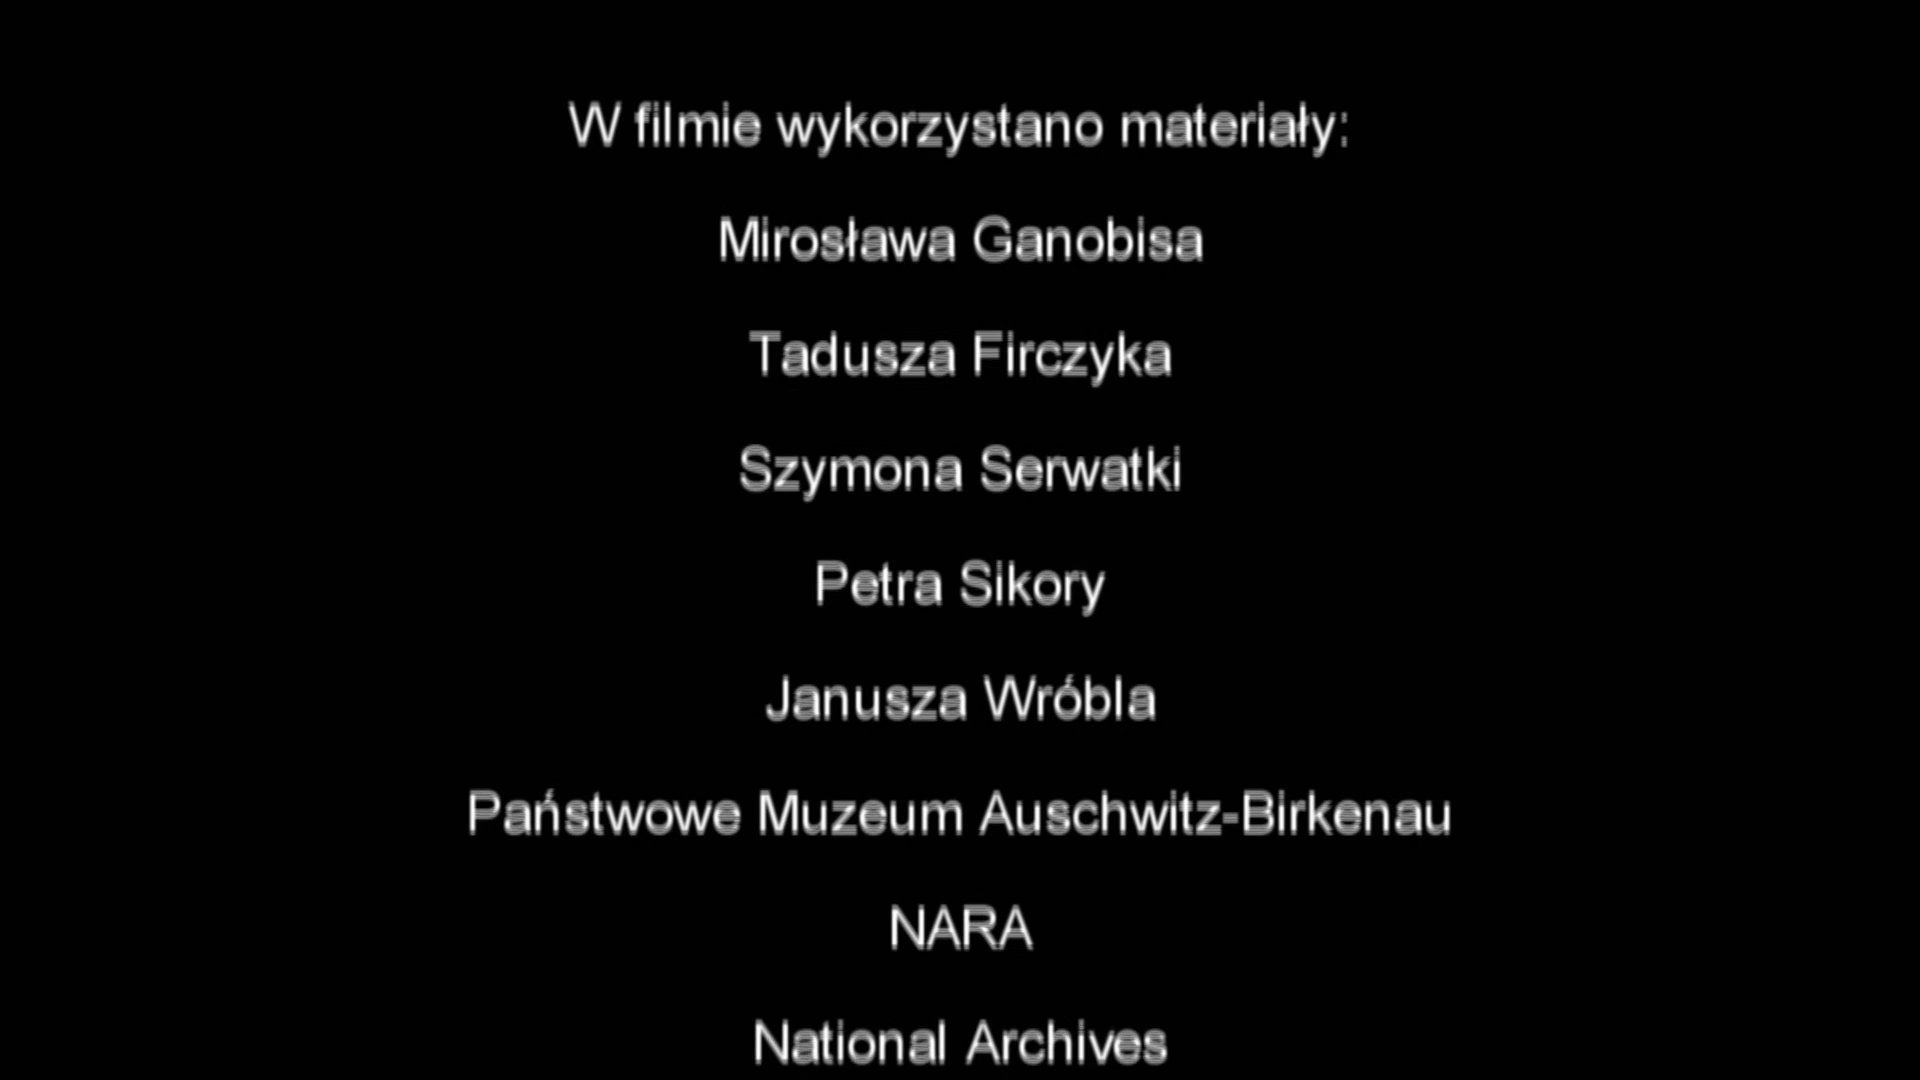 W filmie wykorzystano materiały:
Mirosława Ganobisa
Tadusza Firczyka
Szymona Serwatki
Petra Sikory
Janusza Wróbla
Państwowe Muzeum Auschwitz-Birkenau
NARA
National Archives